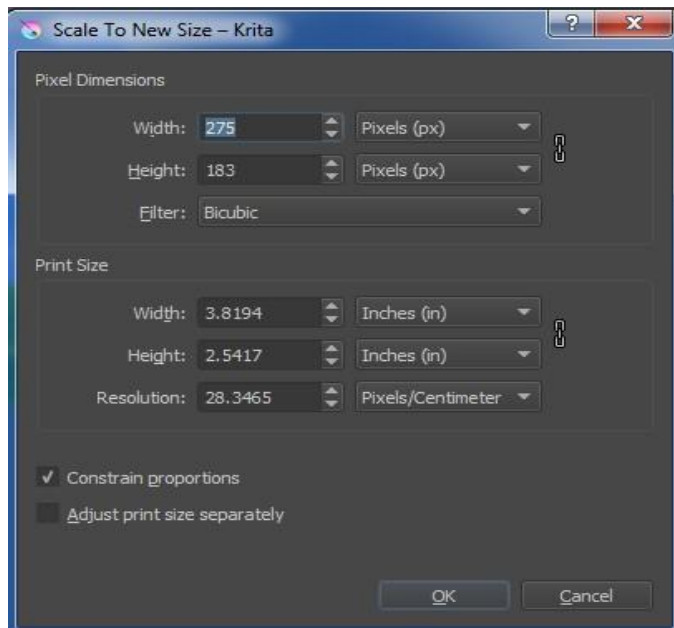 Scale To New Size – Krita
Pixel Dimensions
Width: 275 Pixels (px)
Height: 183 Pixels (px)
Filter: Bicubic
Print Size
Width: 3.8194 Inches (in)
Height: 2.5417 Inches (in)
Resolution: 28.3465 Pixels/Centimeter
Constrain proportions
Adjust print size separately
OK Cancel